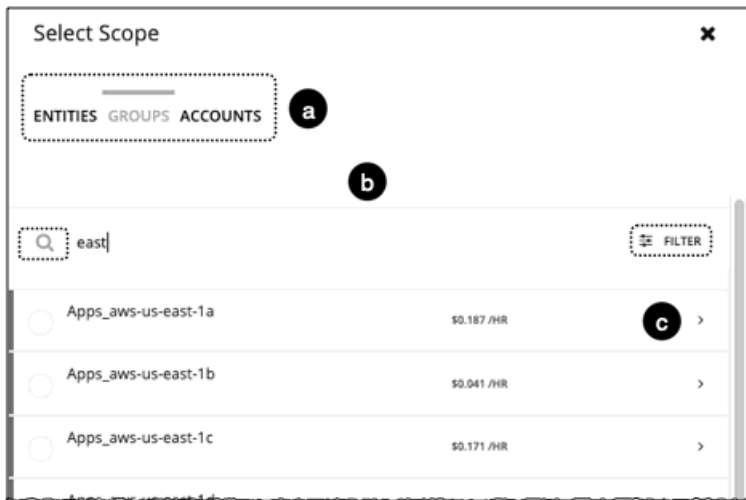 Select Scope
ENTITIES GROUPS ACCOUNTS
a
b
east
FILTER
Apps_aws-us-east-1a
$0.187 /HR
c
Apps_aws-us-east-1b
$0.041 /HR
Apps_aws-us-east-1c
$0.171 /HR